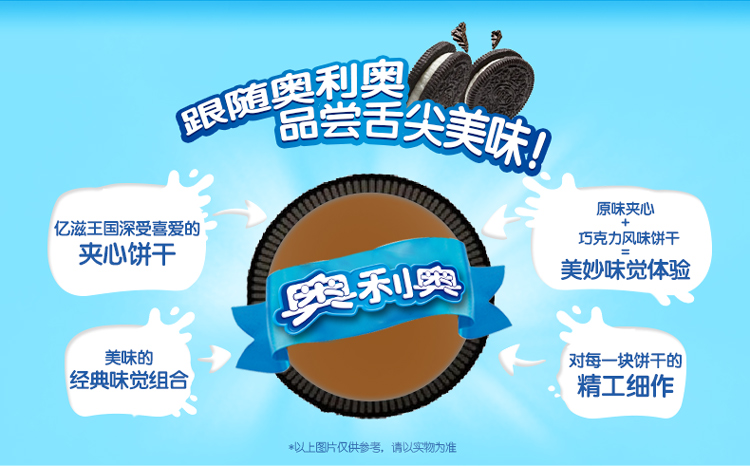 跟随奥利奥
品尝舌尖美味!
亿滋王国深受喜爱的
夹心饼干
原味夹心
+
巧克力风味饼干
=
美妙味觉体验
奥利奥
美味的
经典味觉组合
对每一块饼干的
精工细作
*以上图片仅供参考，请以实物为准